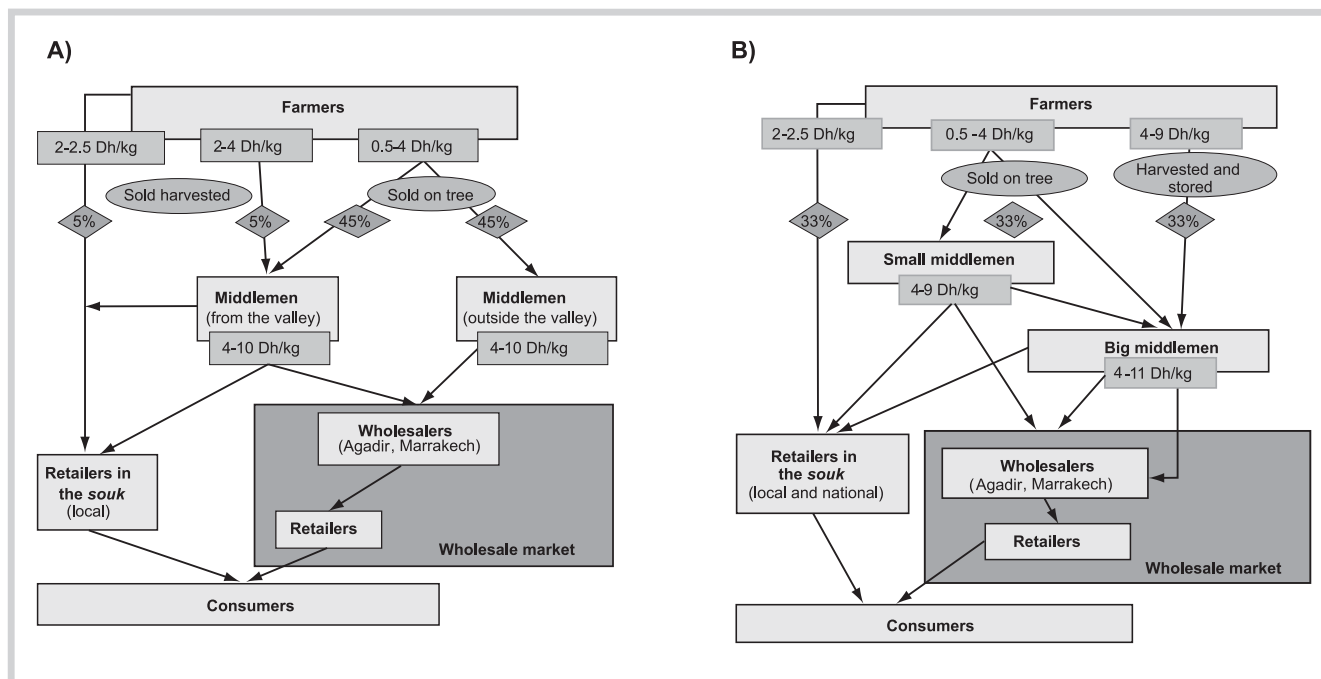 A)
Farmers
2-2.5 Dh/kg
2-4 Dh/kg
0.5-4 Dh/kg
Sold harvested
Sold on tree
5%
5%
45%
45%
Middlemen
(from the valley)
4-10 Dh/kg
Middlemen
(outside the valley)
4-10 Dh/kg
Wholesalers
(Agadir, Marrakech)
Retailers in
the souk
(local)
Retailers
Wholesale market
Consumers
B)
Farmers
2-2.5 Dh/kg
0.5 -4 Dh/kg
4-9 Dh/kg
Sold on tree
Harvested and
stored
33%
33%
33%
Small middlemen
4-9 Dh/kg
Big middlemen
4-11 Dh/kg
Retailers in
the souk
(local and national)
Wholesalers
(Agadir, Marrakech)
Retailers
Wholesale market
Consumers